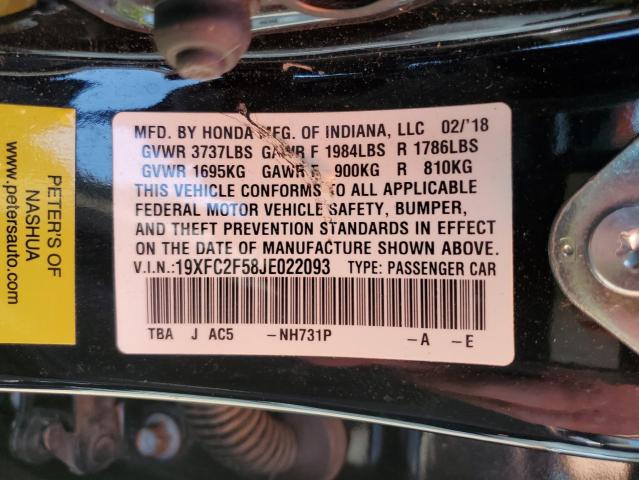 MFD. BY HONDA MFG. OF INDIANA, LLC 02/'18
GVWR 3737LBS GAWR F 1984LBS R 1786LBS
GVWR 1695KG GAWR F 900KG R 810KG
THIS VEHICLE CONFORMS TO ALL APPLICABLE
FEDERAL MOTOR VEHICLE SAFETY, BUMPER,
AND THEFT PREVENTION STANDARDS IN EFFECT
ON THE DATE OF MANUFACTURE SHOWN ABOVE.
V.I.N.:19XFC2F58JE022093 TYPE: PASSENGER CAR
TBA J AC5 -NH731P -A -E
PETER'S OF
NASHUA
www.petersauto.com